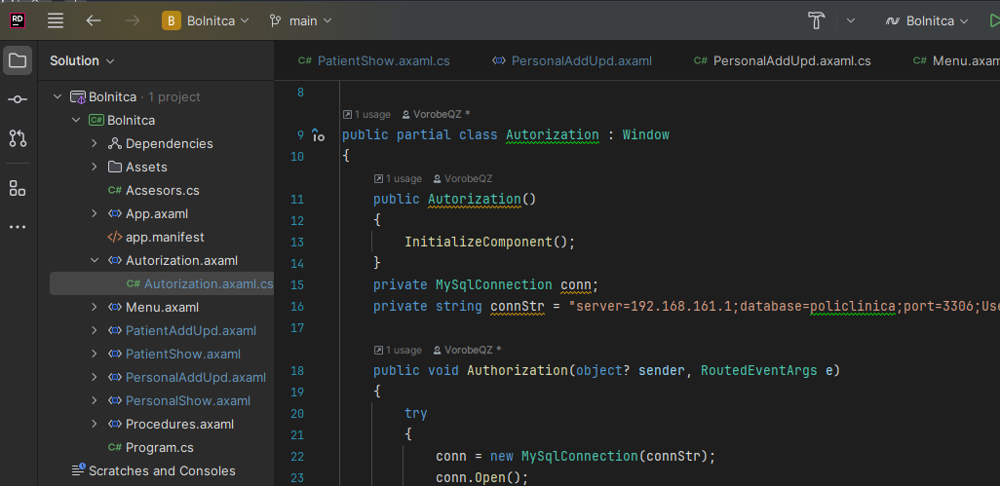 RD B Bolnitca main Bolnitca
Solution
C# PatientShow.axaml.cs PersonalAddUpd.axaml C# PersonalAddUpd.axaml.cs C# Menu.axam
Bolnitca · 1 project
C# Bolnitca
Dependencies
Assets
C# Acsesors.cs
App.axaml
</> app.manifest
Autorization.axaml
C# Autorization.axaml.cs
Menu.axaml
PatientAddUpd.axaml
PatientShow.axaml
PersonalAddUpd.axaml
PersonalShow.axaml
Procedures.axaml
C# Program.cs
Scratches and Consoles
8
1 usage VorobeQZ *
9 public partial class Autorization : Window
10 {
1 usage VorobeQZ
11 public Autorization()
12 {
13 InitializeComponent();
14 }
15 private MySqlConnection conn;
16 private string connStr = "server=192.168.161.1;database=policlinica;port=3306;Use
17
1 usage VorobeQZ *
18 public void Authorization(object? sender, RoutedEventArgs e)
19 {
20 try
21 {
22 conn = new MySqlConnection(connStr);
23 conn.Open();